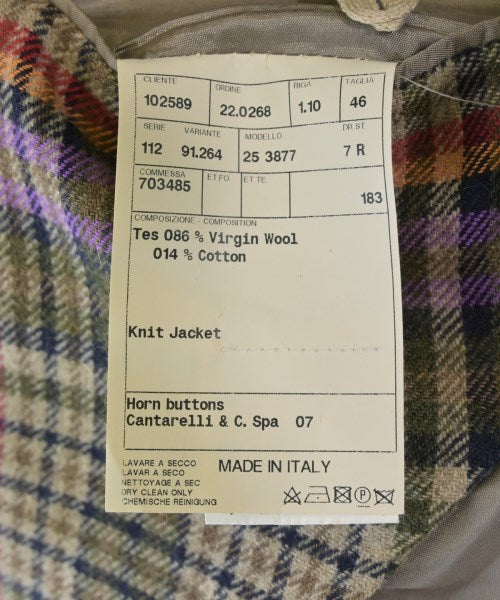 CLIENTE ORDINE RIGA TAGLIA
102589 22.0268 1.10 46
SERIE VARIANTE MODELLO DR ST.
112 91.264 25 3877 7 R
COMMESSA ET.FO. ET TE.
703485 183
COMPOSIZIONE - COMPOSITION
Tes 086 % Virgin Wool
014 % Cotton
Knit Jacket
Horn buttons
Cantarelli & C. Spa 07
LAVARE A SECCO
LAVAR A SECO
NETTOYAGE A SEC
DRY CLEAN ONLY
CHEMISCHE REINIGUNG
MADE IN ITALY
P